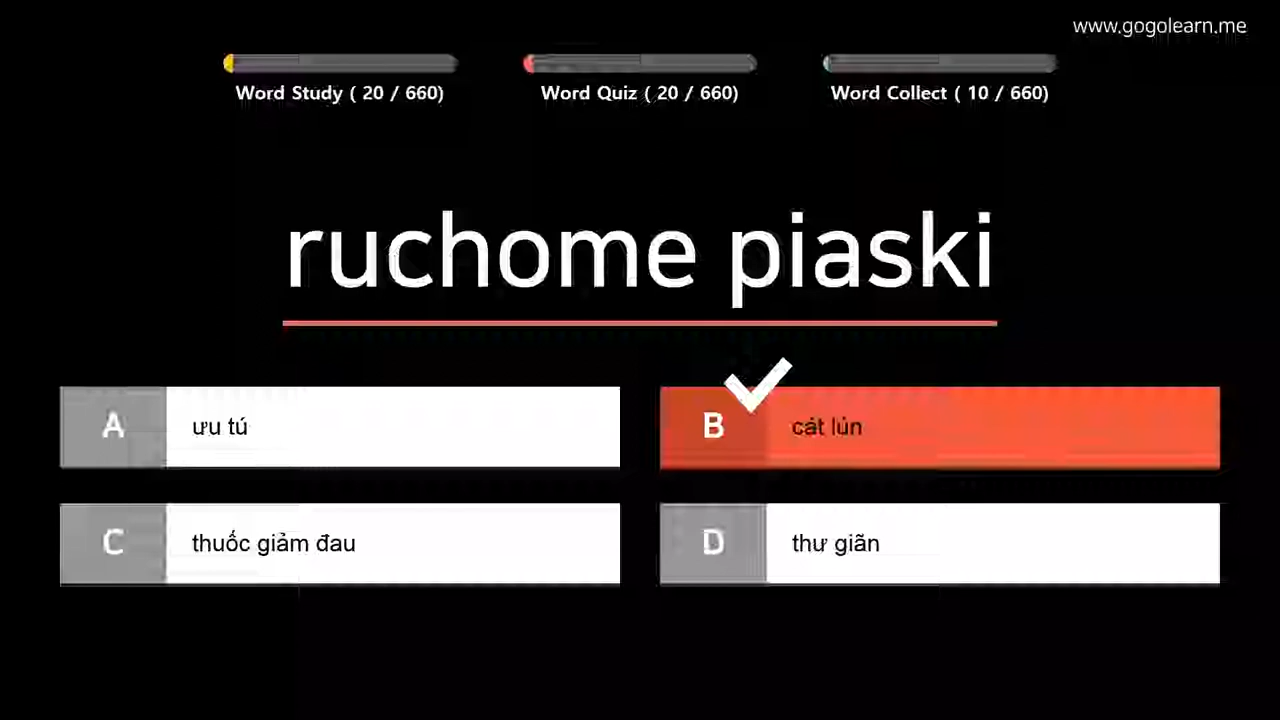 www.gogolearn.me
Word Study ( 20 / 660)
Word Quiz ( 20 / 660)
Word Collect ( 10 / 660)
ruchome piaski
A ưu tú
B cát lún
C thuốc giảm đau
D thư giãn